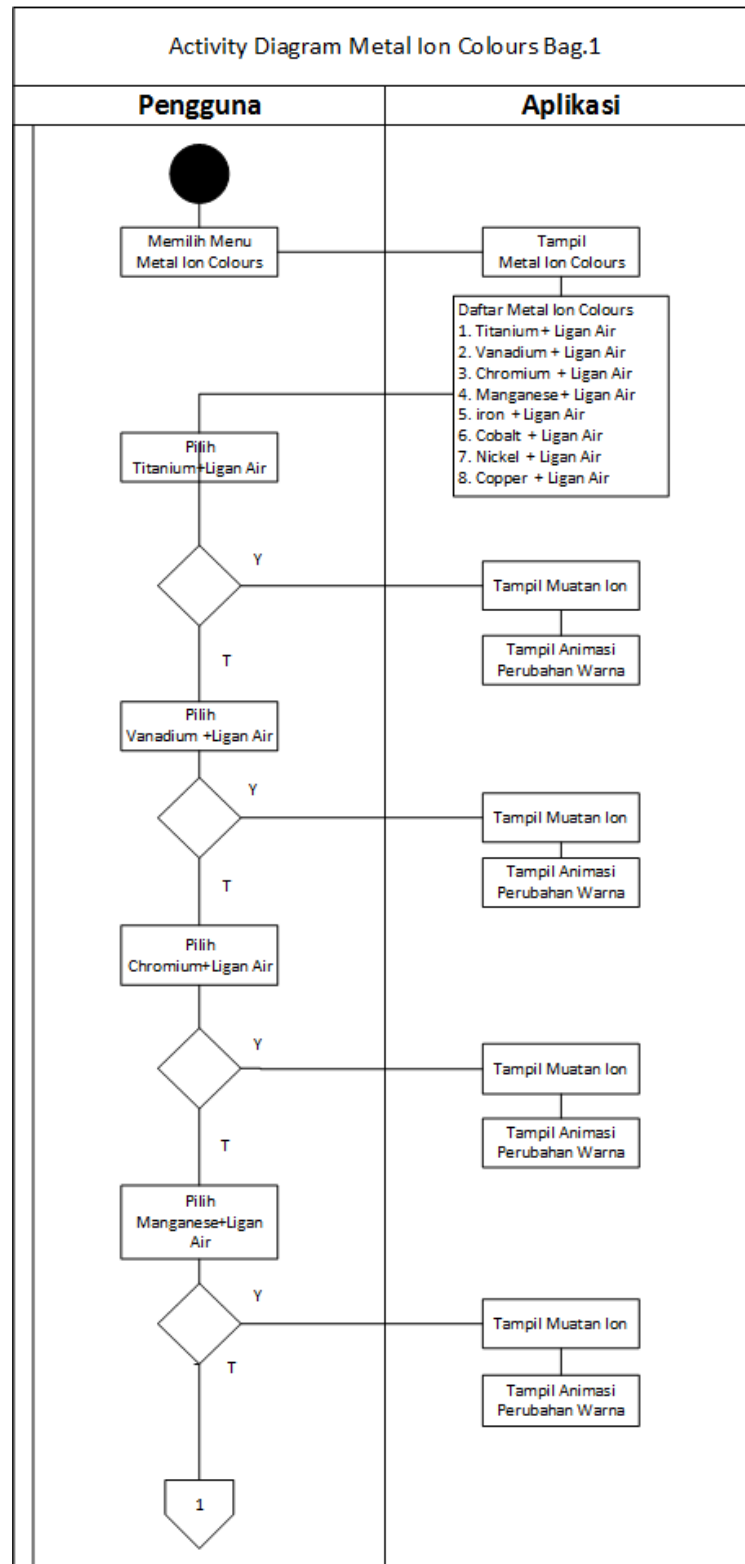 Activity Diagram Metal Ion Colours Bag.1
Pengguna
Aplikasi
Memilih Menu
Metal Ion Colours
Tampil
Metal Ion Colours
Daftar Metal Ion Colours
1. Titanium+ Ligan Air
2. Vanadium + Ligan Air
3. Chromium + Ligan Air
4. Manganese+ Ligan Air
5. iron + Ligan Air
6. Cobalt + Ligan Air
7. Nickel + Ligan Air
8. Copper + Ligan Air
Pilih
Titanium+Ligan Air
Y
Tampil Muatan Ion
Tampil Animasi
Perubahan Warna
T
Pilih
Vanadium +Ligan Air
Y
Tampil Muatan Ion
Tampil Animasi
Perubahan Warna
T
Pilih
Chromium+Ligan Air
Y
Tampil Muatan Ion
Tampil Animasi
Perubahan Warna
T
Pilih
Manganese+Ligan
Air
Y
Tampil Muatan Ion
Tampil Animasi
Perubahan Warna
T
1